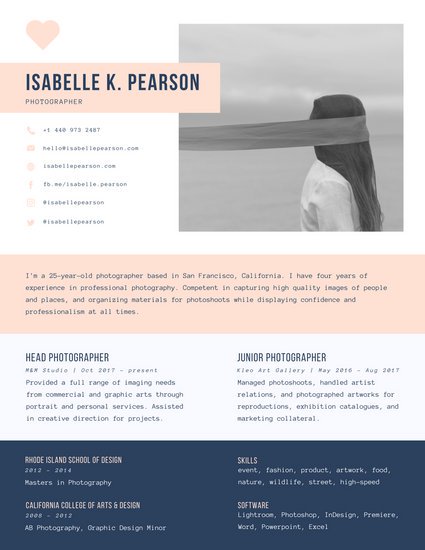 ISABELLE K. PEARSON
PHOTOGRAPHER
+1 440 973 2487
hello@isabellepearson.com
isabellepearson.com
fb.me/isabelle.pearson
@isabellepearson
@isabellepearson
I'm a 25-year-old photographer based in San Francisco, California. I have four years of
experience in professional photography. Competent in capturing high quality images of people
and places, and organizing materials for photoshoots while displaying confidence and
professionalism at all times.
HEAD PHOTOGRAPHER
M&M Studio | Oct 2017 - present
Provided a full range of imaging needs
from commercial and graphic arts through
portrait and personal services. Assisted
in creative direction for projects.
JUNIOR PHOTOGRAPHER
Kleo Art Gallery | May 2016 - Aug 2017
Managed photoshoots, handled artist
relations, and photographed artworks for
reproductions, exhibition catalogues, and
marketing collateral.
RHODE ISLAND SCHOOL OF DESIGN
2012 - 2014
Masters in Photography
CALIFORNIA COLLEGE OF ARTS & DESIGN
2008 - 2012
AB Photography, Graphic Design Minor
SKILLS
event, fashion, product, artwork, food,
nature, wildlife, street, high-speed
SOFTWARE
Lightroom, Photoshop, InDesign, Premiere,
Word, Powerpoint, Excel